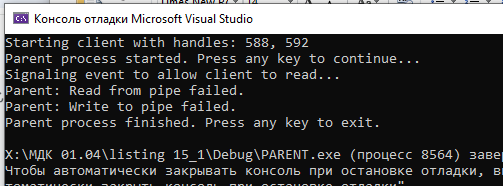 Times New P
Консоль отладки Microsoft Visual Studio
Starting client with handles: 588, 592
Parent process started. Press any key to continue...
Signaling event to allow client to read...
Parent: Read from pipe failed.
Parent: Write to pipe failed.
Parent process finished. Press any key to exit.
X:\МДК 01.04\listing 15_1\Debug\PARENT.exe (процесс 8564) завер
Чтобы автоматически закрывать консоль при остановке отладки,
томатически закрыть консоль при остановке отладки"